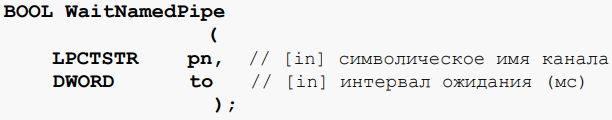 BOOL WaitNamedPipe
(
LPCTSTR pn, // [in] символическое имя канала
DWORD to // [in] интервал ожидания (мс)
);